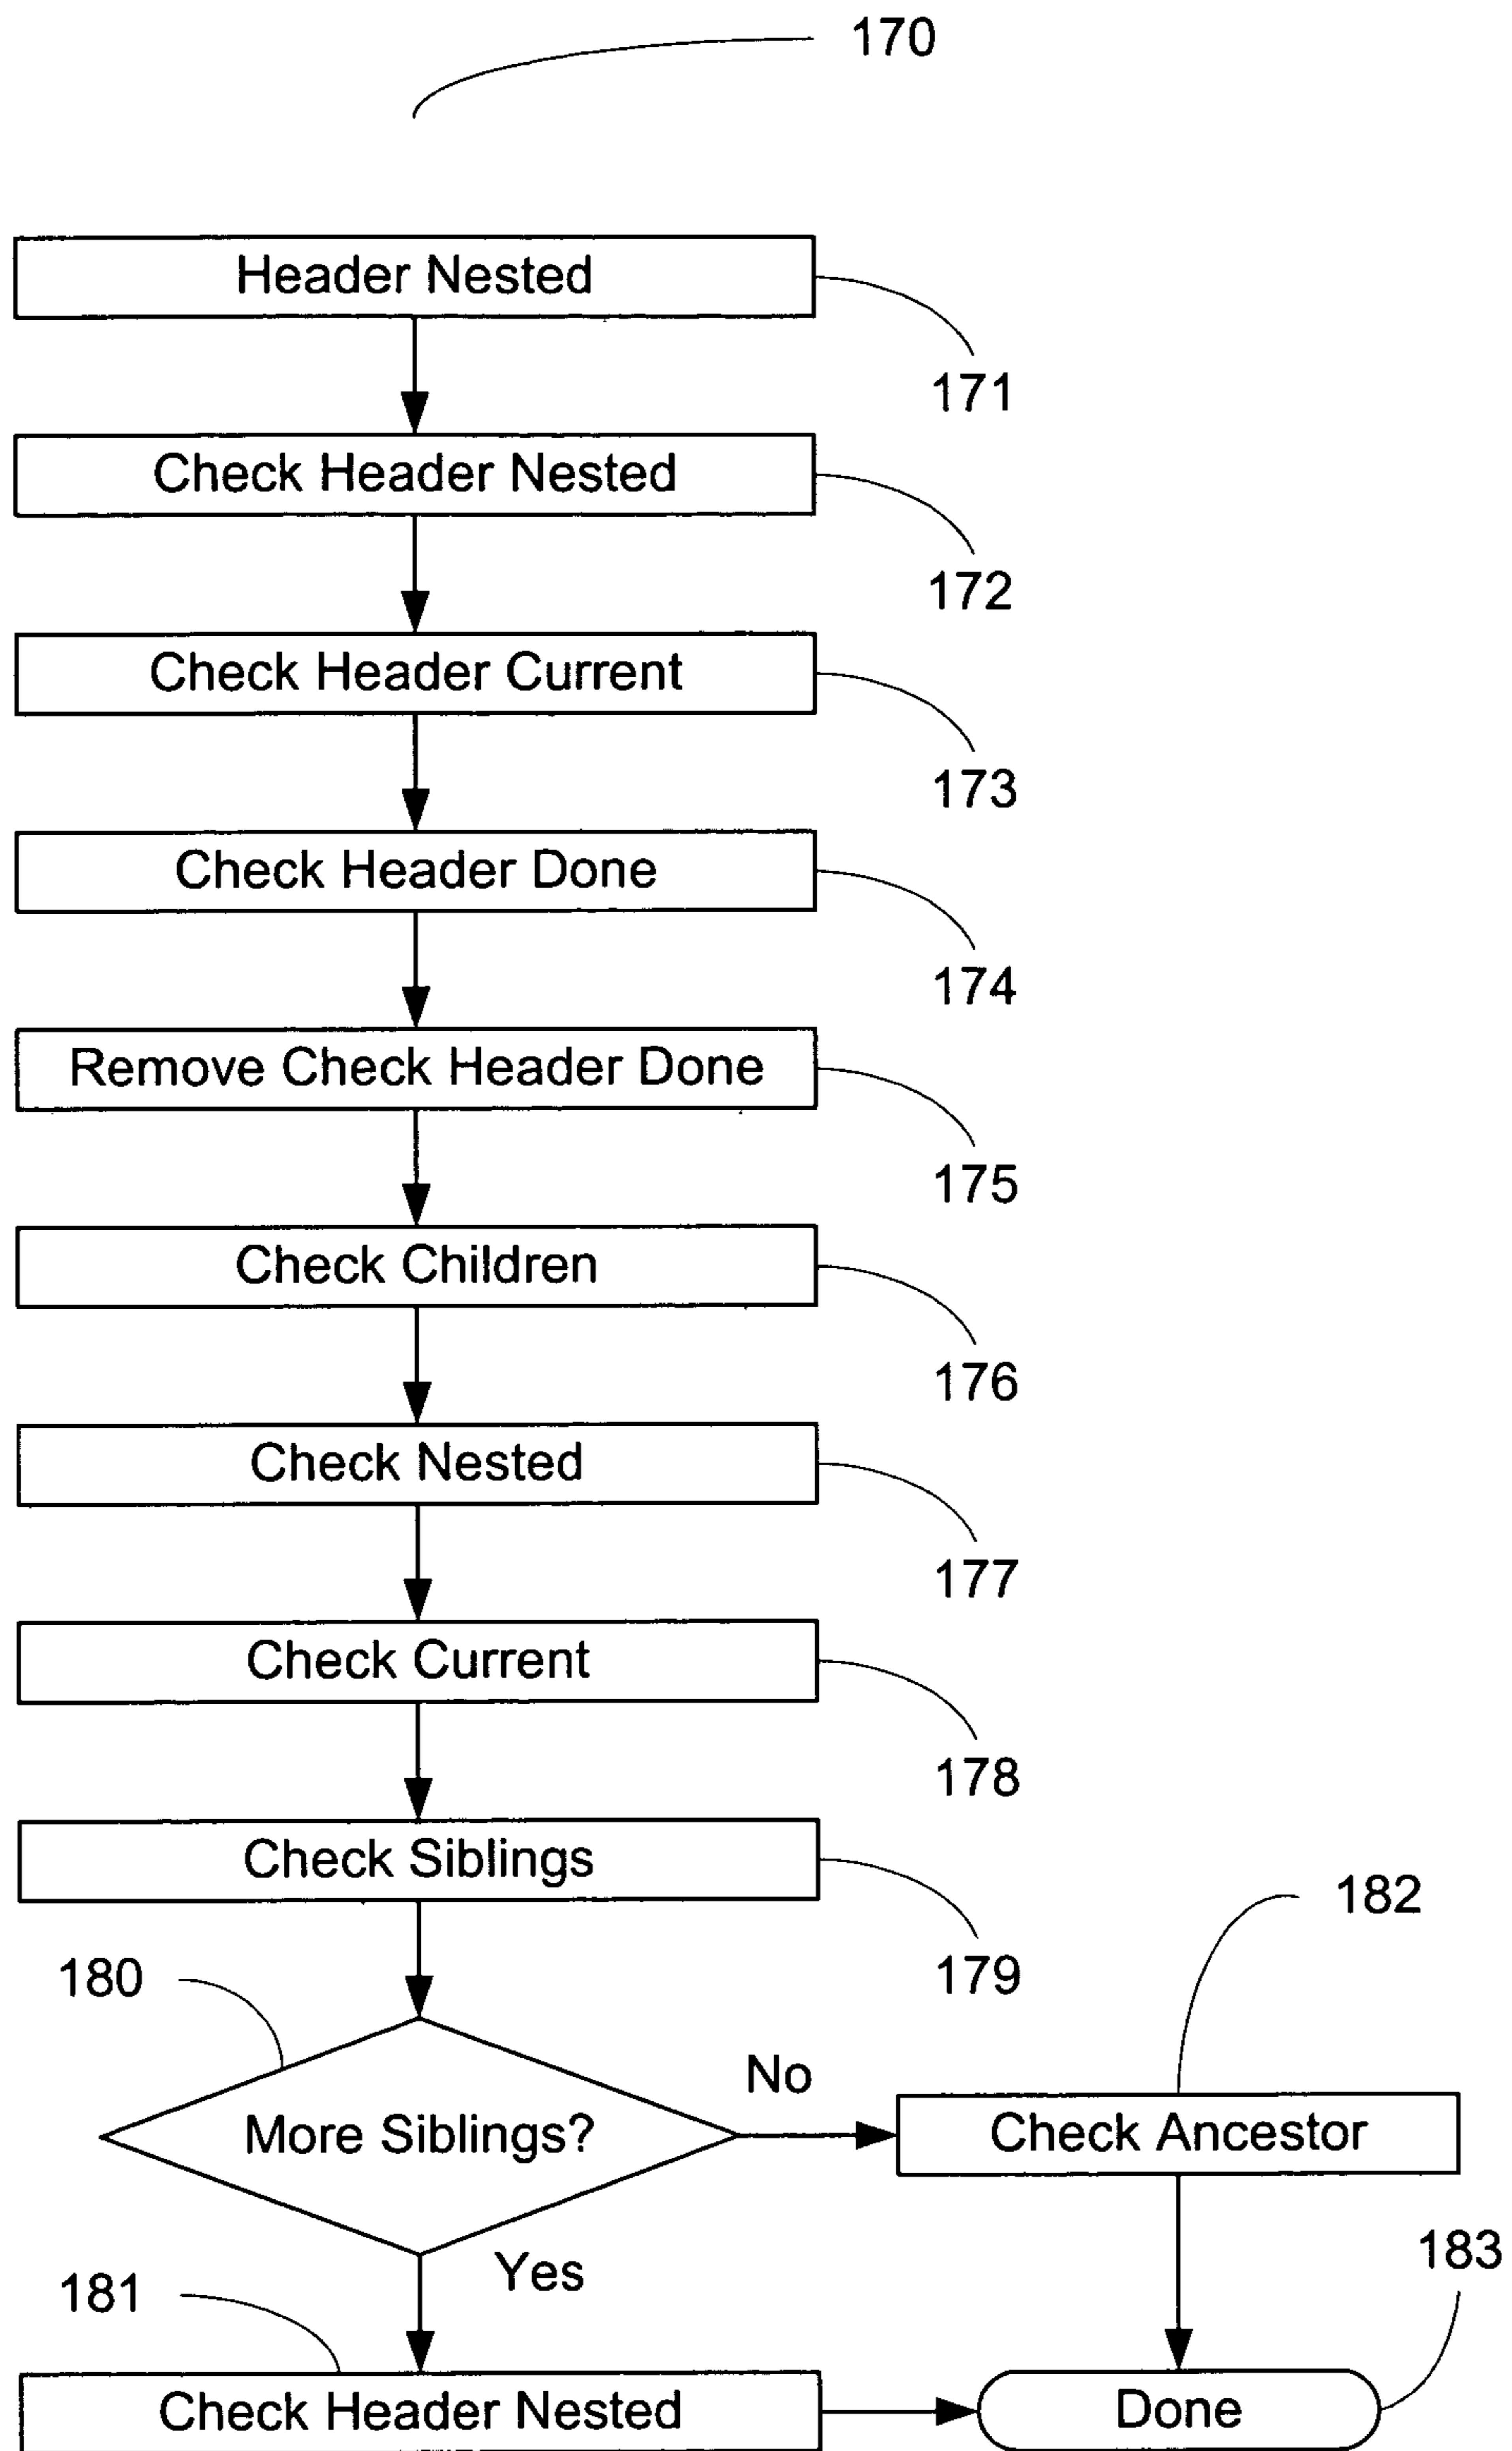 170
Header Nested
171
Check Header Nested
172
Check Header Current
173
Check Header Done
174
Remove Check Header Done
175
Check Children
176
Check Nested
177
Check Current
178
Check Siblings
179
182
180
More Siblings?
No
Check Ancestor
Yes
181
183
Check Header Nested
Done